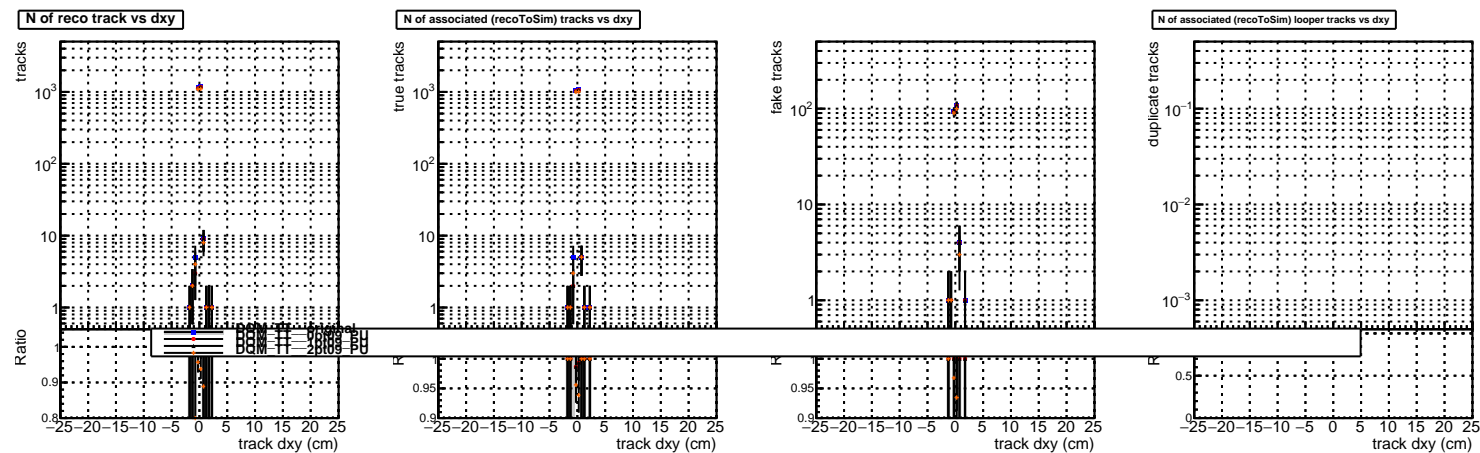 N of reco track vs dxy
N of associated (recoToSim) tracks vs dxy
N of associated (recoToSim) looper tracks vs dxy
tracks
10³
10²
10
1
Ratio
1
0.9
0.8
−25 −20 −15 −10 −5 0 5 10 15 20 25
track dxy (cm)
true tracks
10³
10²
10
1
0.95
0.9
−25 −20 −15 −10 −5 0 5 10 15 20 25
track dxy (cm)
fake tracks
10²
10
1
0.95
0.9
−25 −20 −15 −10 −5 0 5 10 15 20 25
track dxy (cm)
duplicate tracks
10⁻¹
10⁻²
10⁻³
0.5
0
−25 −20 −15 −10 −5 0 5 10 15 20 25
track dxy (cm)
DQM_TT
DQM_TT
DQM_TT
DQM_TT 2pt09 PU